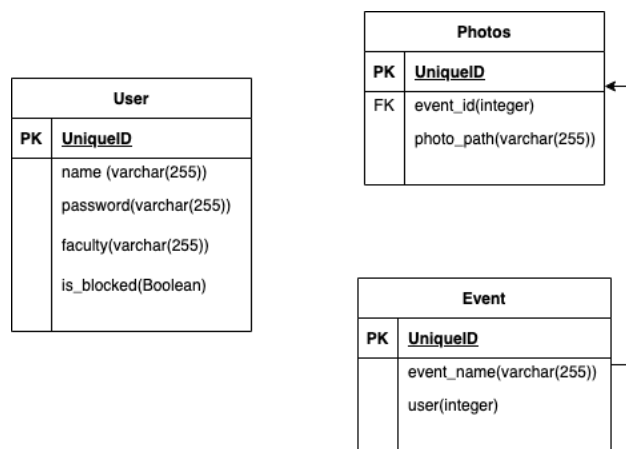 User
PK UniqueID
name (varchar(255))
password(varchar(255))
faculty(varchar(255))
is_blocked(Boolean)
Photos
PK UniqueID
FK event_id(integer)
photo_path(varchar(255))
Event
PK UniqueID
event_name(varchar(255))
user(integer)